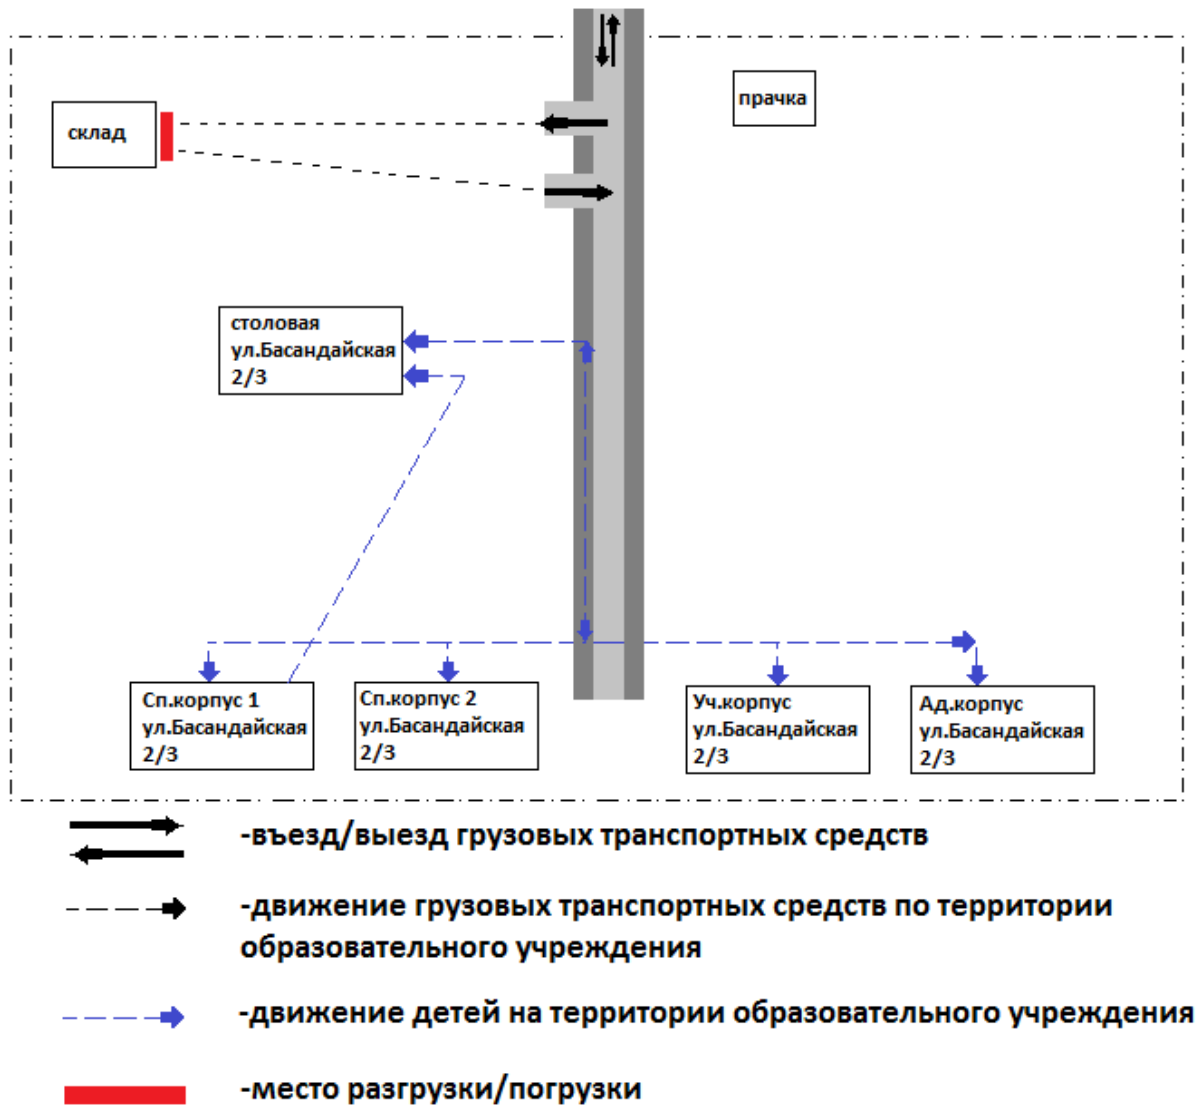 прачка
склад
столовая
ул.Басандайская
2/3
Сп.корпус 1
ул.Басандайская
2/3
Сп.корпус 2
ул.Басандайская
2/3
Уч.корпус
ул.Басандайская
2/3
Ад.корпус
ул.Басандайская
2/3
-въезд/выезд грузовых транспортных средств
-движение грузовых транспортных средств по территории
образовательного учреждения
-движение детей на территории образовательного учреждения
-место разгрузки/погрузки